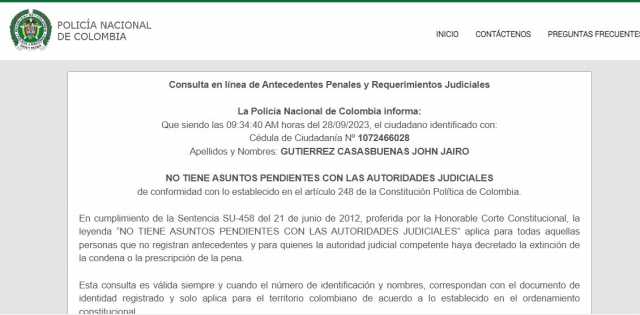 POLICÍA NACIONAL
DE COLOMBIA
INICIO CONTÁCTENOS PREGUNTAS FRECUENTES
Consulta en línea de Antecedentes Penales y Requerimientos Judiciales
La Policía Nacional de Colombia informa:
Que siendo las 09:34:40 AM horas del 28/09/2023, el ciudadano identificado con:
Cédula de Ciudadanía Nº 1072466028
Apellidos y Nombres: GUTIERREZ CASASBUENAS JOHN JAIRO
NO TIENE ASUNTOS PENDIENTES CON LAS AUTORIDADES JUDICIALES
de conformidad con lo establecido en el artículo 248 de la Constitución Política de Colombia.
En cumplimiento de la Sentencia SU-458 del 21 de junio de 2012, proferida por la Honorable Corte Constitucional, la
leyenda "NO TIENE ASUNTOS PENDIENTES CON LAS AUTORIDADES JUDICIALES" aplica para todas aquellas
personas que no registran antecedentes y para quienes la autoridad judicial competente haya decretado la extinción de
la condena o la prescripción de la pena.
Esta consulta es válida siempre y cuando el número de identificación y nombres, correspondan con el documento de
identidad registrado y solo aplica para el territorio colombiano de acuerdo a lo establecido en el ordenamiento
constitucional.